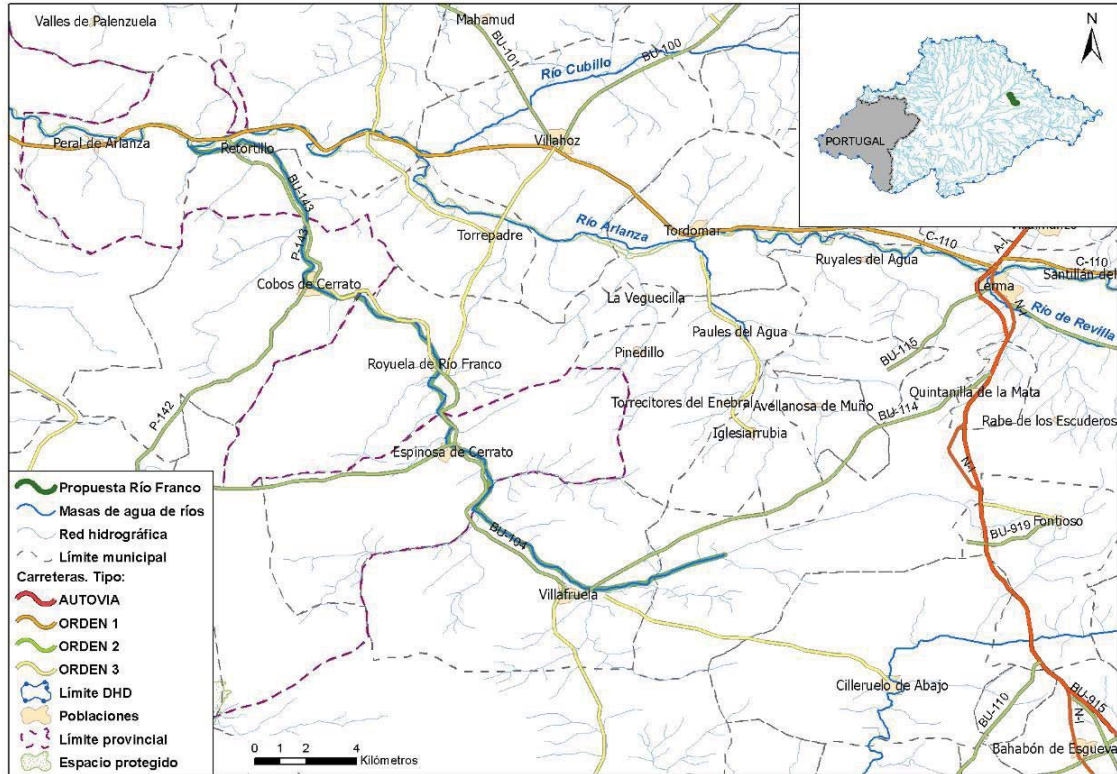 Valles de Palenzuela
Mahamud
BU-101
BU-100
Río Cubillo
N
PORTUGAL
Peral de Arlanza
Retortillo
Villahoz
BU-143
P-143
Torrepadre
Río Arlanza
Tordomar
C-110
A-I
C-110
Ruyales del Agua
Santillán del
Lerma
N-I
Río de Revilla
Cobos de Cerrato
La Veguecilla
Paules del Agua
Pinedillo
BU-115
Royuela de Río Franco
Quintanilla de la Mata
Torrecitores del Enebral
Avellanosa de Muño
BU-114
Rabe de los Escuderos
P-142
Iglesiarrubia
Espinosa de Cerrato
N-I
BU-104
BU-919
Fontioso
Villafruela
Cilleruelo de Abajo
BU-110
BU-915
N-I
Bahabón de Esgueva
Propuesta Río Franco
Masas de agua de ríos
Red hidrográfica
Límite municipal
Carreteras. Tipo:
AUTOVIA
ORDEN 1
ORDEN 2
ORDEN 3
Límite DHD
Poblaciones
Límite provincial
Espacio protegido
0 1 2 4
Kilómetros